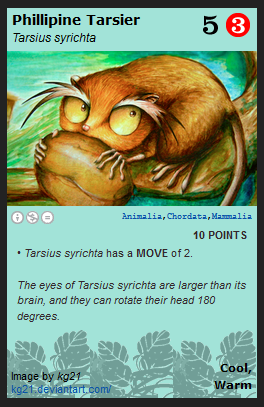 Phillipine Tarsier
Tarsius syrichta
5 3
Animalia,Chordata,Mammalia
10 POINTS
• Tarsius syrichta has a MOVE of 2.
The eyes of Tarsius syrichta are larger than its
brain, and they can rotate their head 180
degrees.
Image by kg21
kg21.deviantart.com/
Cool,
Warm